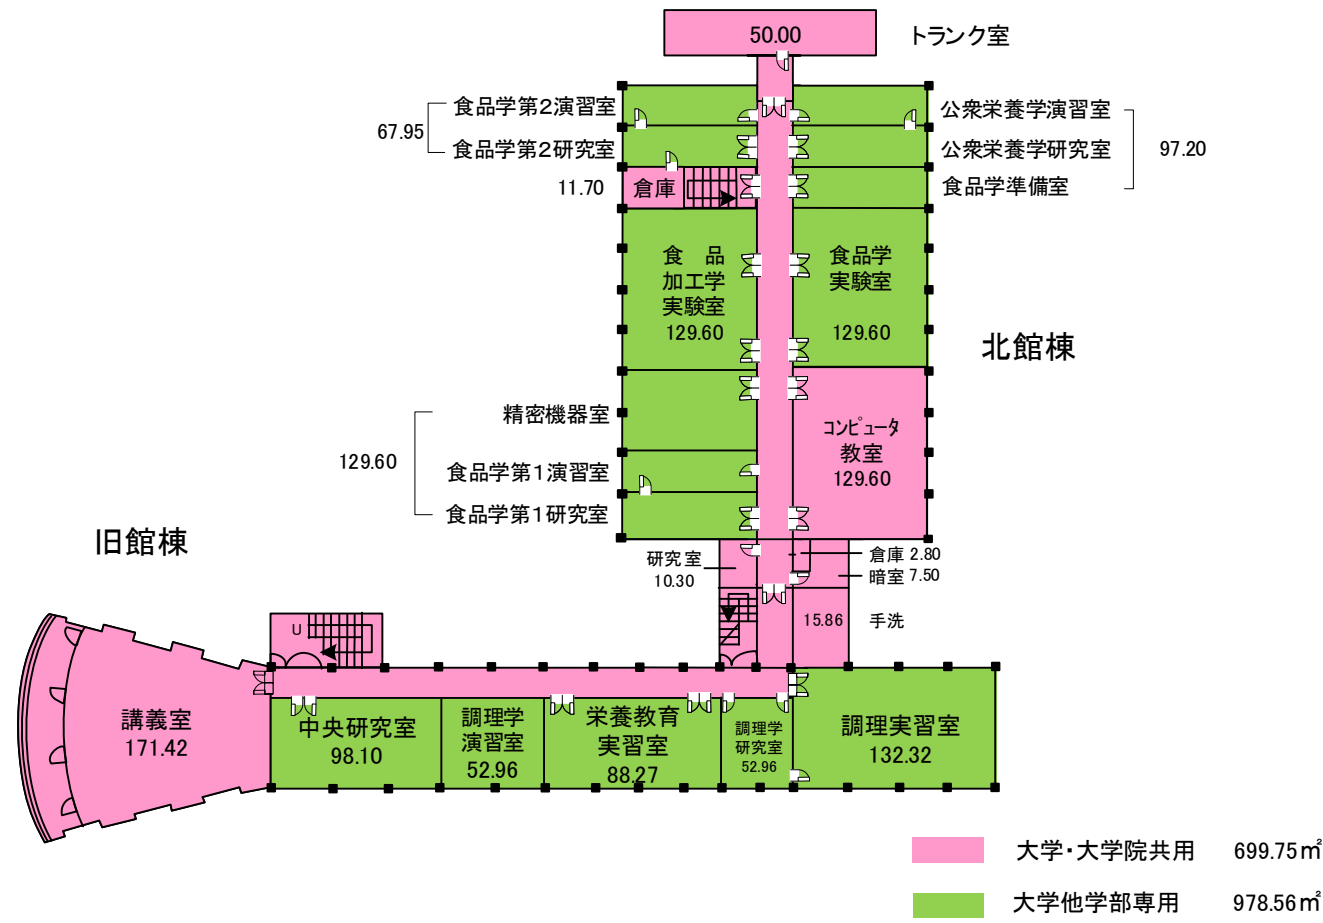 50.00
トランク室
食品学第2演習室
67.95
食品学第2研究室
公衆栄養学演習室
公衆栄養学研究室
97.20
食品学準備室
11.70
倉庫
食 品
加工学
実験室
129.60
食品学
実験室
129.60
北館棟
精密機器室
129.60
食品学第1演習室
食品学第1研究室
コンピュータ
教室
129.60
旧館棟
研究室
10.30
倉庫 2.80
暗室 7.50
15.86
手洗
U
講義室
171.42
中央研究室
98.10
調理学
演習室
52.96
栄養教育
実習室
88.27
調理学
研究室
52.96
調理実習室
132.32
大学・大学院共用 699.75㎡
大学他学部専用 978.56㎡